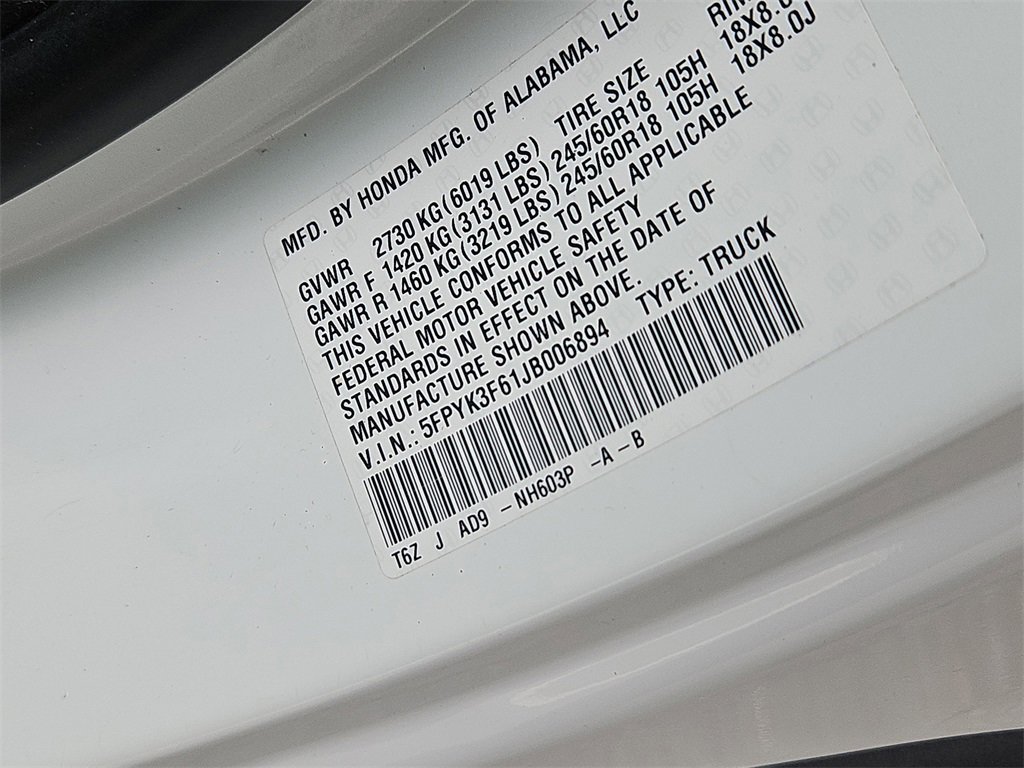 MFD. BY HONDA MFG. OF ALABAMA, LLC
GVWR 2730 KG(6019 LBS) TIRE SIZE
GAWR F 1420 KG(3131 LBS) 245/60R18 105H
GAWR R 1460 KG(3219 LBS) 245/60R18 105H 18X8.0J
THIS VEHICLE CONFORMS TO ALL APPLICABLE
FEDERAL MOTOR VEHICLE SAFETY
STANDARDS IN EFFECT ON THE DATE OF
MANUFACTURE SHOWN ABOVE.
V.I.N.: 5FPYK3F61JB006894 TYPE: TRUCK
T6Z J AD9 -NH603P -A-B